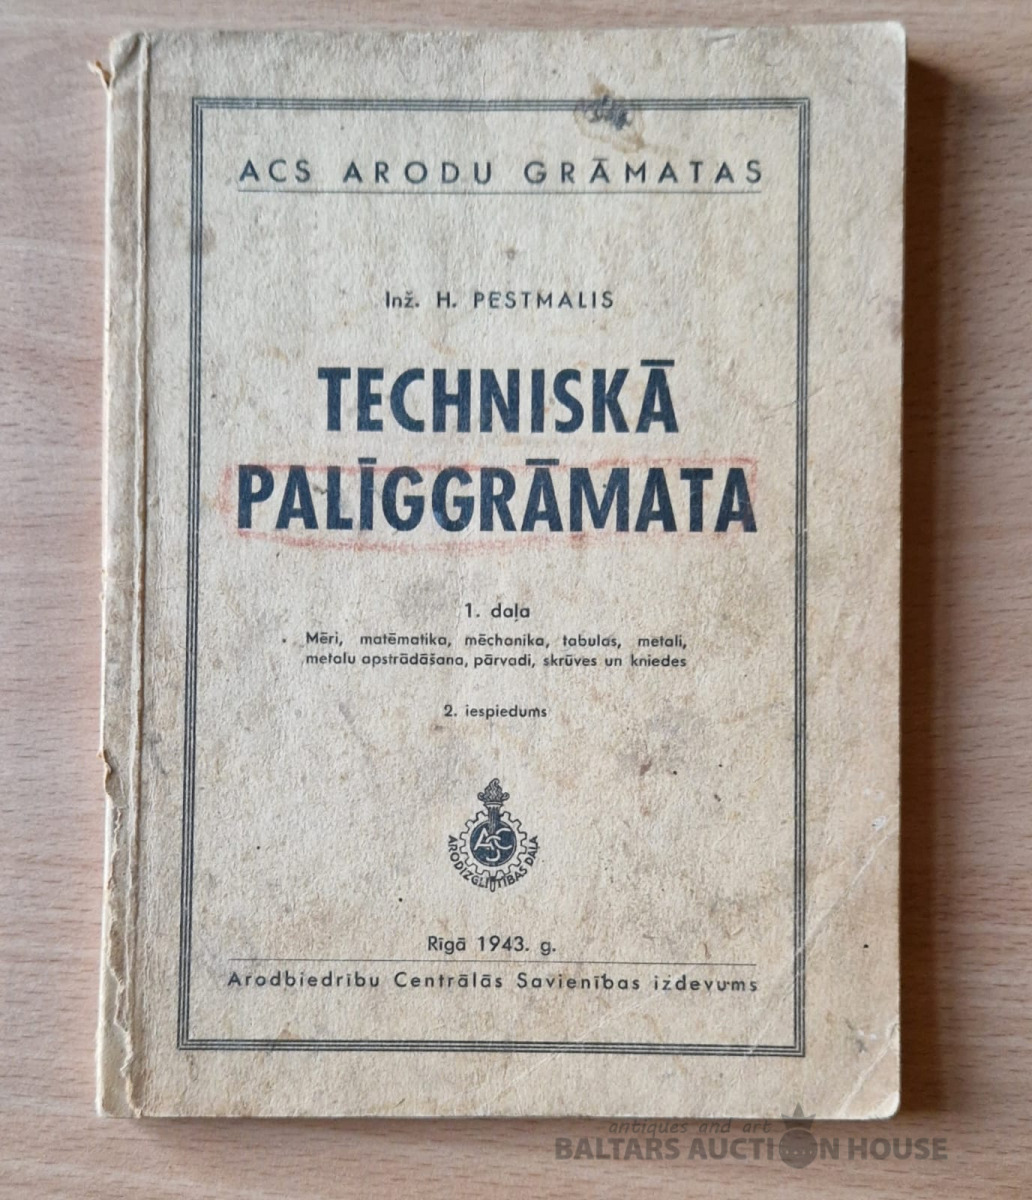 ACS ARODU GRĀMATAS
Inž. H. PESTMALIS
TECHNISKĀ
PALĪGGRĀMATA
1. daļa
Mēri, matēmatika, mēchanika, tabulas, metali,
metalu apstrādāšana, pārvadi, skrūves un kniedes
2. iespiedums
ACS
ARODIZGLĪTĪBAS DAĻA
Rīgā 1943. g.
Arodbiedrību Centrālās Savienības izdevums
antiques and art
BALTARS AUCTION HOUSE